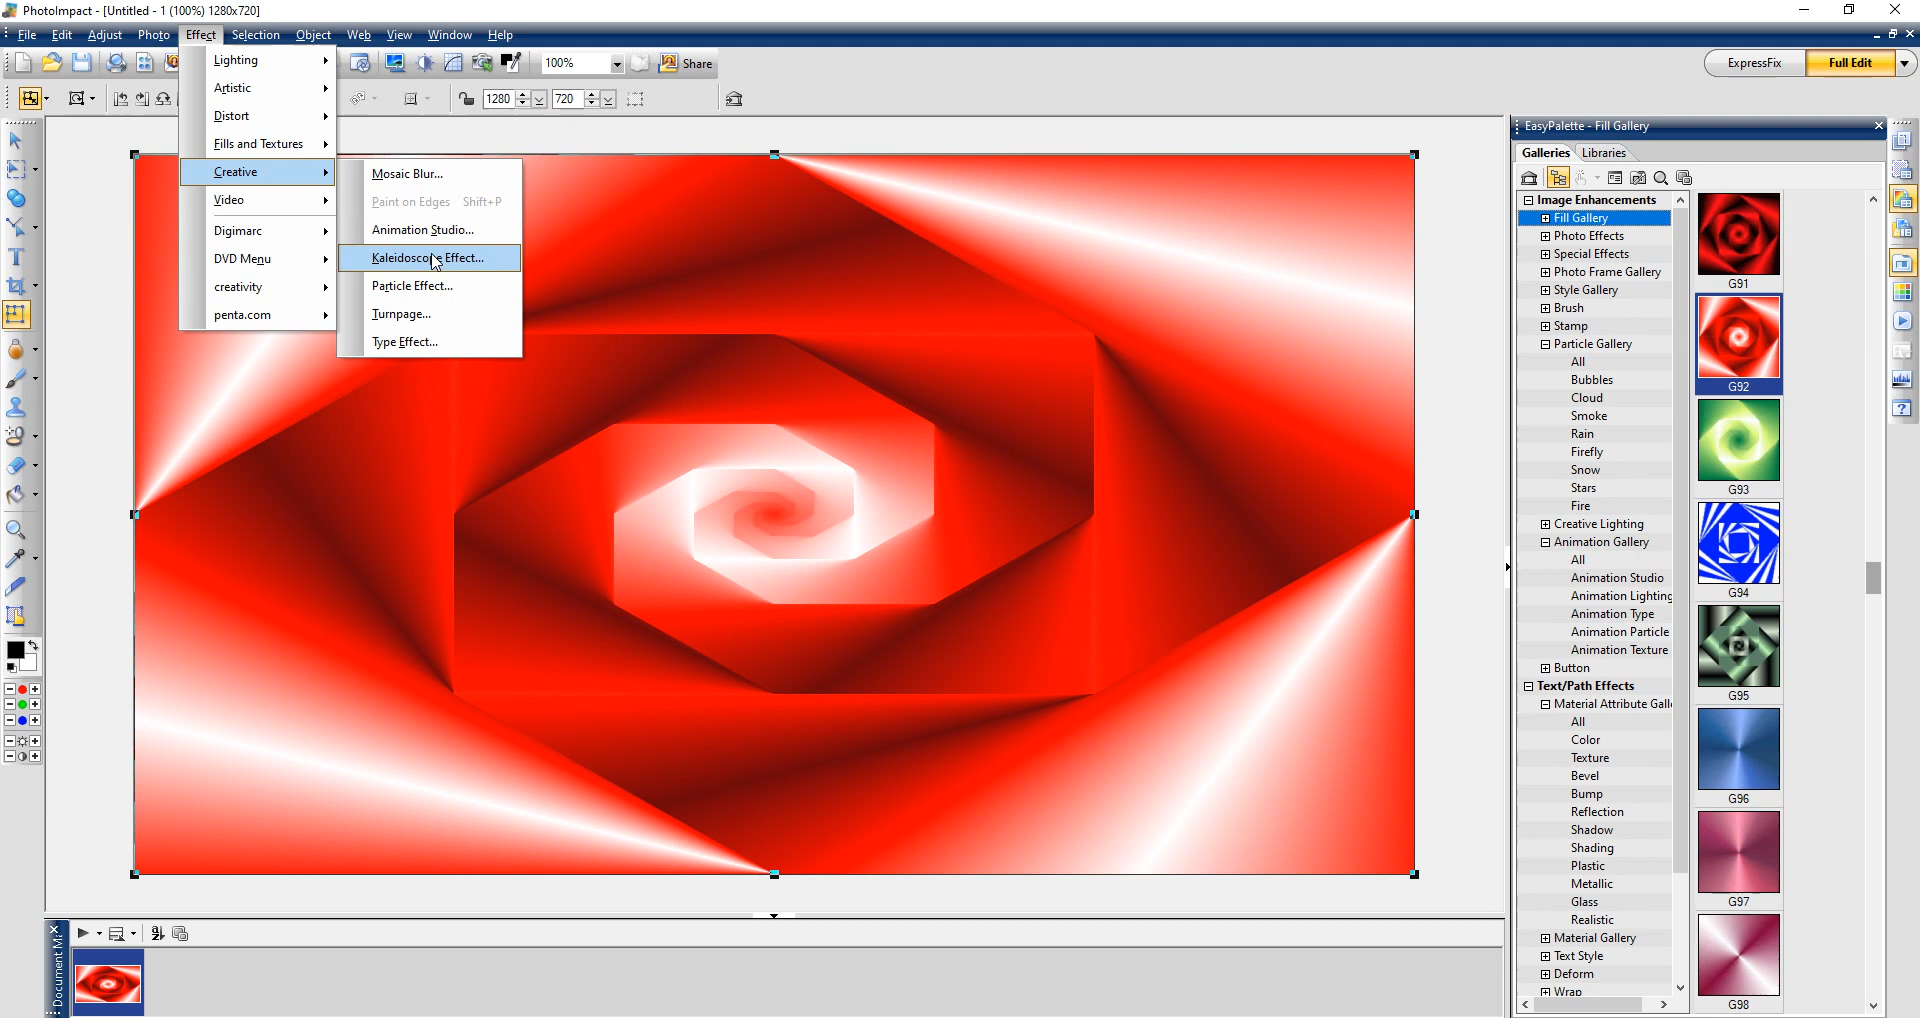 PhotoImpact - [Untitled - 1 (100%) 1280x720]
File Edit Adjust Photo Effect Selection Object Web View Window Help
100% Share
ExpressFix Full Edit
1280 720
Lighting
Artistic
Distort
Fills and Textures
Creative
Video
Digimarc
DVD Menu
creativity
penta.com
Mosaic Blur...
Paint on Edges Shift+P
Animation Studio...
Kaleidoscope Effect...
Particle Effect...
Turnpage...
Type Effect...
EasyPalette - Fill Gallery
Galleries Libraries
Image Enhancements
Fill Gallery
Photo Effects
Special Effects
Photo Frame Gallery
Style Gallery
Brush
Stamp
Particle Gallery
All
Bubbles
Cloud
Smoke
Rain
Firefly
Snow
Stars
Fire
Creative Lighting
Animation Gallery
All
Animation Studio
Animation Lighting
Animation Type
Animation Particle
Animation Texture
Button
Text/Path Effects
Material Attribute Gall
All
Color
Texture
Bevel
Bump
Reflection
Shadow
Shading
Plastic
Metallic
Glass
Realistic
Material Gallery
Text Style
Deform
Wrap
G91
G92
G93
G94
G95
G96
G97
G98
Document Ma